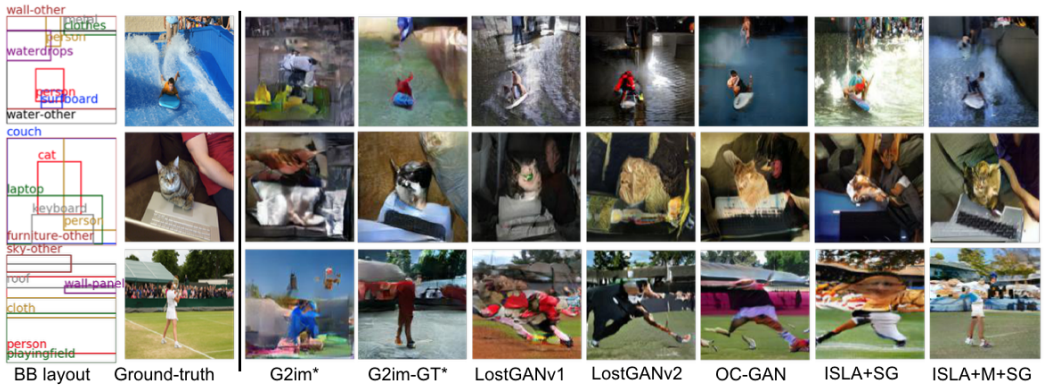 wall-other
metal
clothes
person
waterdrops
person
surfboard
water-other
couch
cat
laptop
keyboard
person
furniture-other
sky-other
roof
wall-panel
cloth
person
playingfield
BB layout Ground-truth G2im* G2im-GT* LostGANv1 LostGANv2 OC-GAN ISLA+SG ISLA+M+SG